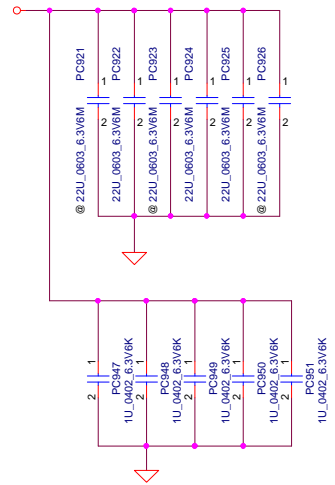 PC921
1
2
@ 22U_0603_6.3V6M
PC922
1
2
22U_0603_6.3V6M
PC923
1
2
@ 22U_0603_6.3V6M
PC924
1
2
22U_0603_6.3V6M
PC925
1
2
22U_0603_6.3V6M
PC926
1
2
@ 22U_0603_6.3V6M
1
2
PC947
1U_0402_6.3V6K
1
2
PC948
1U_0402_6.3V6K
1
2
PC949
1U_0402_6.3V6K
1
2
PC950
1U_0402_6.3V6K
1
2
PC951
1U_0402_6.3V6K